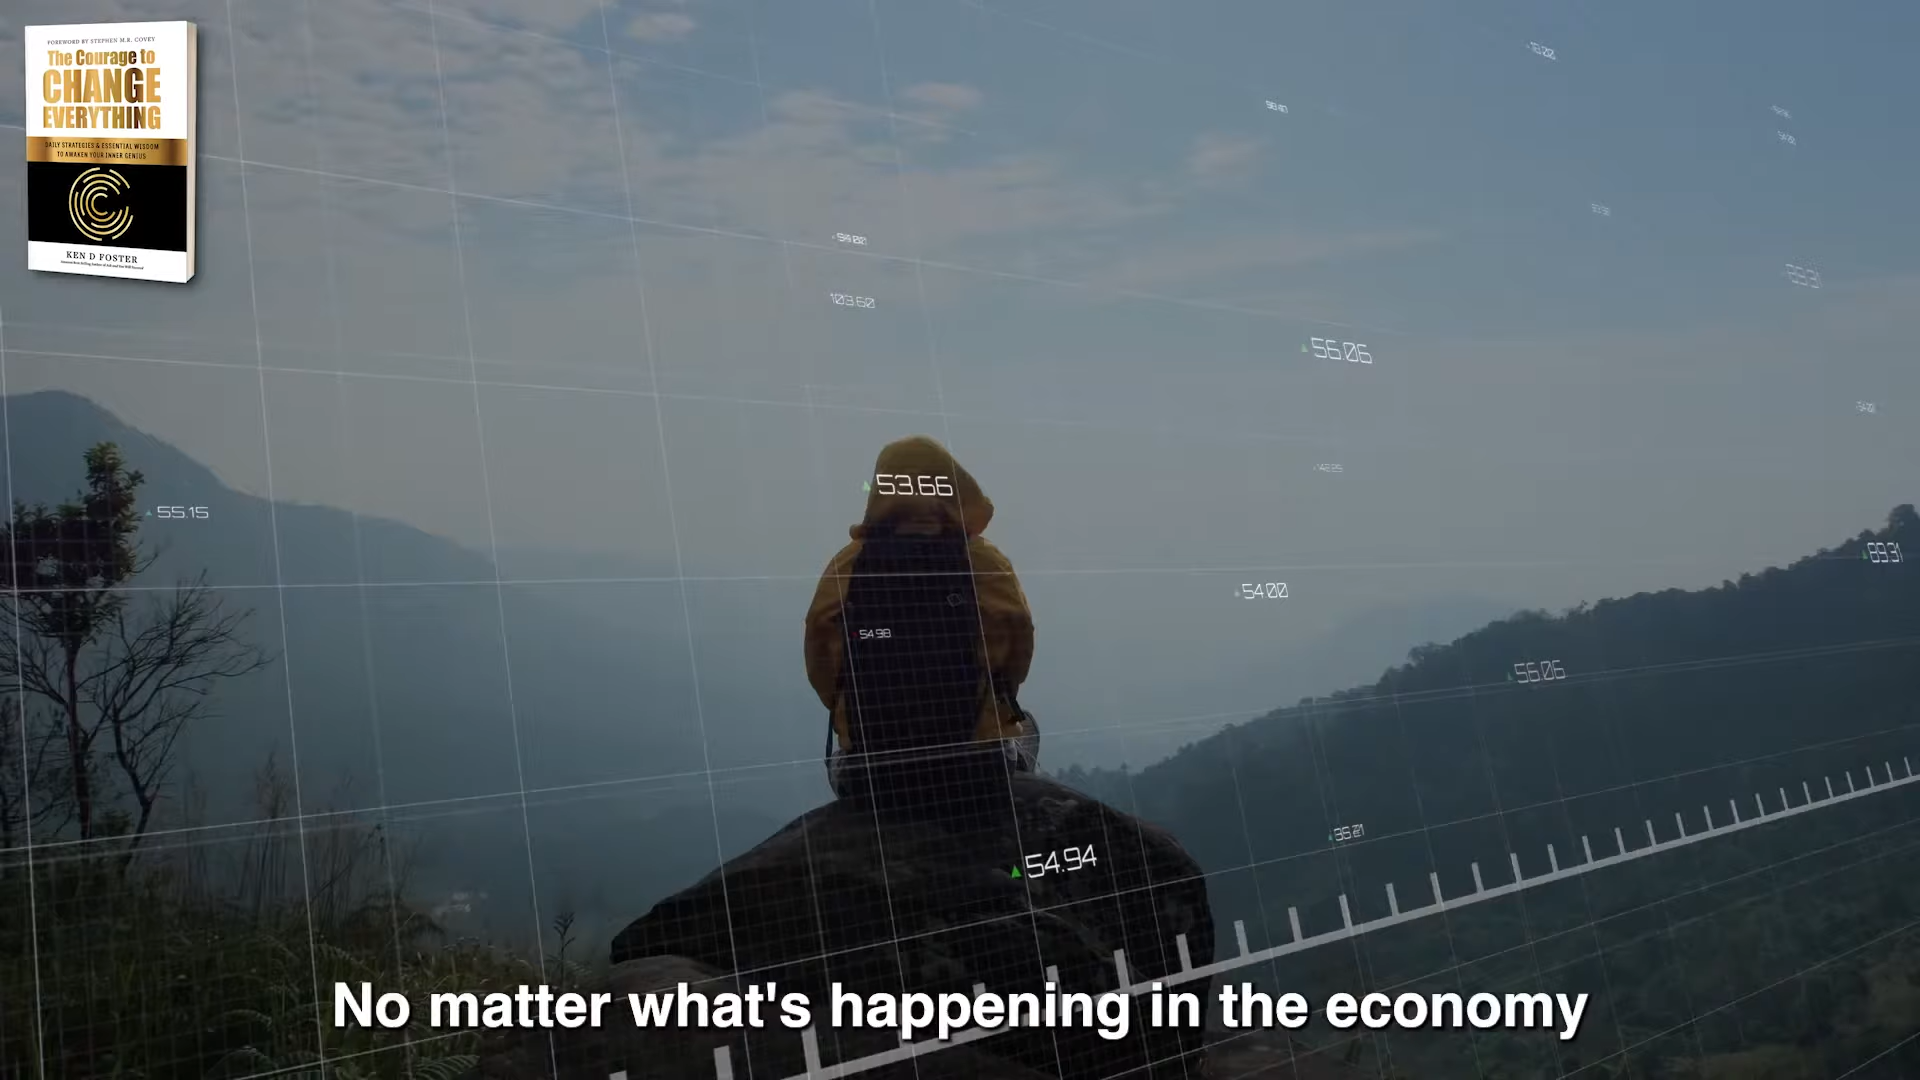 FOREWORD BY STEPHEN M.R. COVEY
The Courage to
CHANGE
EVERYTHING
DAILY STRATEGIES & ESSENTIAL WISDOM
TO AWAKEN YOUR INNER GENIUS
KEN D FOSTER
103.60
56.06
53.66
55.15
89.31
54.00
54.98
56.06
35.21
54.94
No matter what's happening in the economy